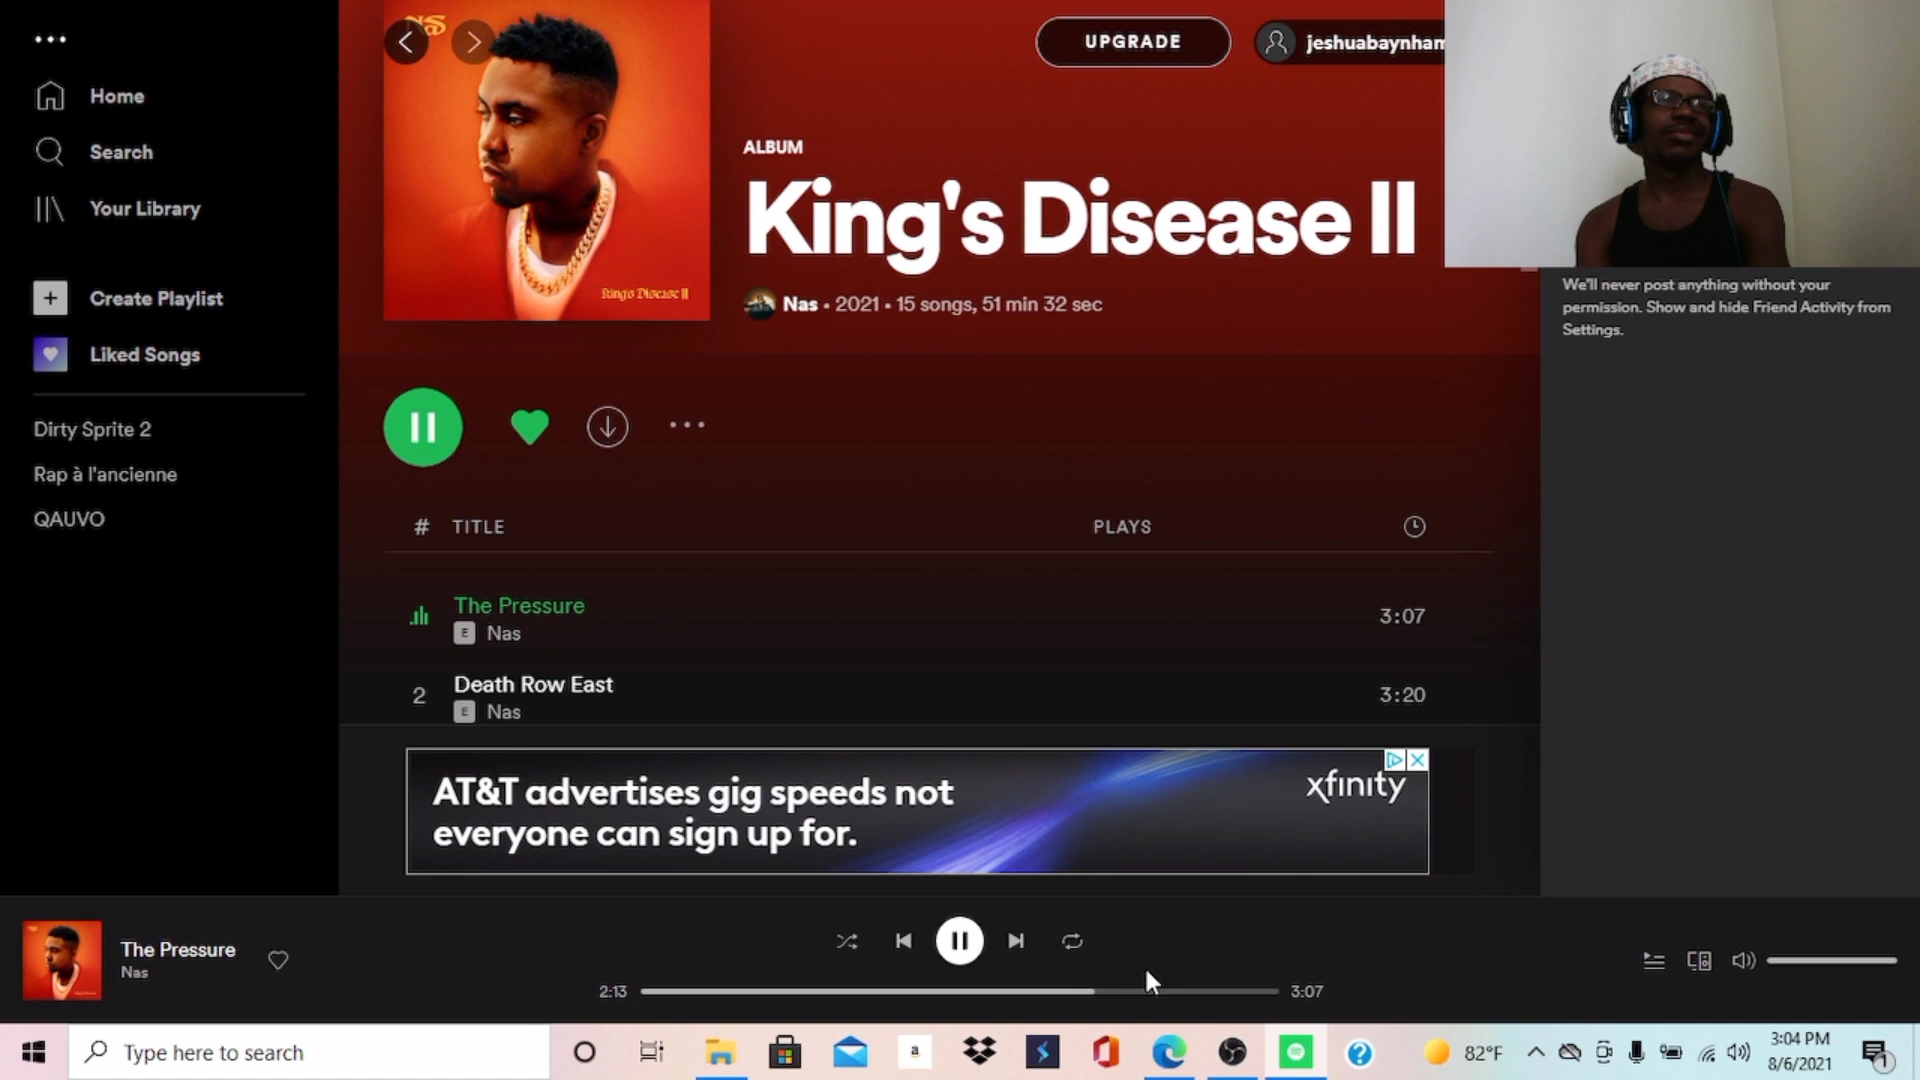 Home
Search
Your Library
Create Playlist
Liked Songs
Dirty Sprite 2
Rap à l'ancienne
QAUVO
King's Disease II
UPGRADE
jeshuabaynham
ALBUM
King's Disease II
Nas • 2021 • 15 songs, 51 min 32 sec
We'll never post anything without your
permission. Show and hide Friend Activity from
Settings.
# TITLE PLAYS
The Pressure
E Nas
3:07
2
Death Row East
E Nas
3:20
AT&T advertises gig speeds not
everyone can sign up for.
xfinity
The Pressure
Nas
2:13
3:07
Type here to search
a
82°F
3:04 PM
8/6/2021
1